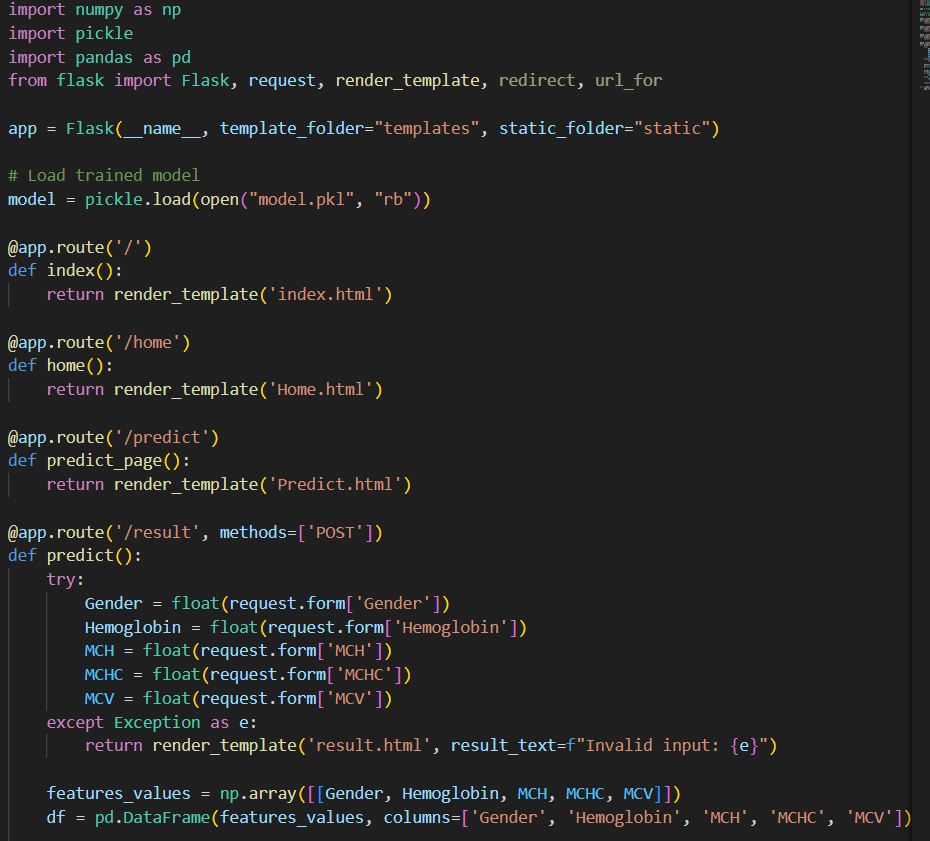 import numpy as np
import pickle
import pandas as pd
from flask import Flask, request, render_template, redirect, url_for
app = Flask(__name__, template_folder="templates", static_folder="static")
# Load trained model
model = pickle.load(open("model.pkl", "rb"))
@app.route('/')
def index():
    return render_template('index.html')
@app.route('/home')
def home():
    return render_template('Home.html')
@app.route('/predict')
def predict_page():
    return render_template('Predict.html')
@app.route('/result', methods=['POST'])
def predict():
    try:
        Gender = float(request.form['Gender'])
        Hemoglobin = float(request.form['Hemoglobin'])
        MCH = float(request.form['MCH'])
        MCHC = float(request.form['MCHC'])
        MCV = float(request.form['MCV'])
    except Exception as e:
        return render_template('result.html', result_text=f"Invalid input: {e}")
    features_values = np.array([[Gender, Hemoglobin, MCH, MCHC, MCV]])
    df = pd.DataFrame(features_values, columns=['Gender', 'Hemoglobin', 'MCH', 'MCHC', 'MCV'])